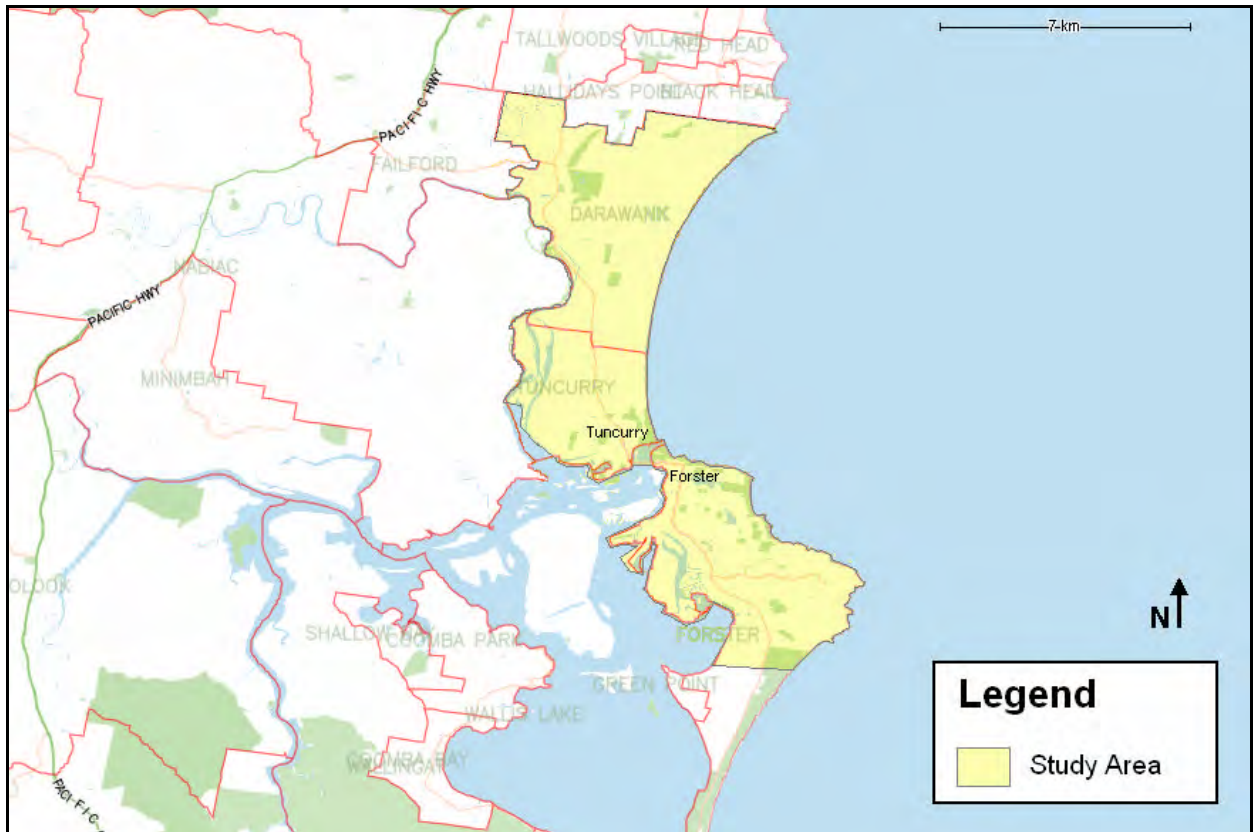 7 km
TALLWOODS VILLAGE
RED HEAD
HALLIDAYS POINT
BLACK HEAD
PACIFIC HWY
PACIFIC HWY
FAILFORD
DARAWANK
NABIAC
MINIMBAH
TUNCURRY
Tuncurry
Forster
SHALLOW BAY
COOMBA PARK
FORSTER
GREEN POINT
WALLIS LAKE
COOMBA BAY
WALLINGAT
N
Legend
Study Area